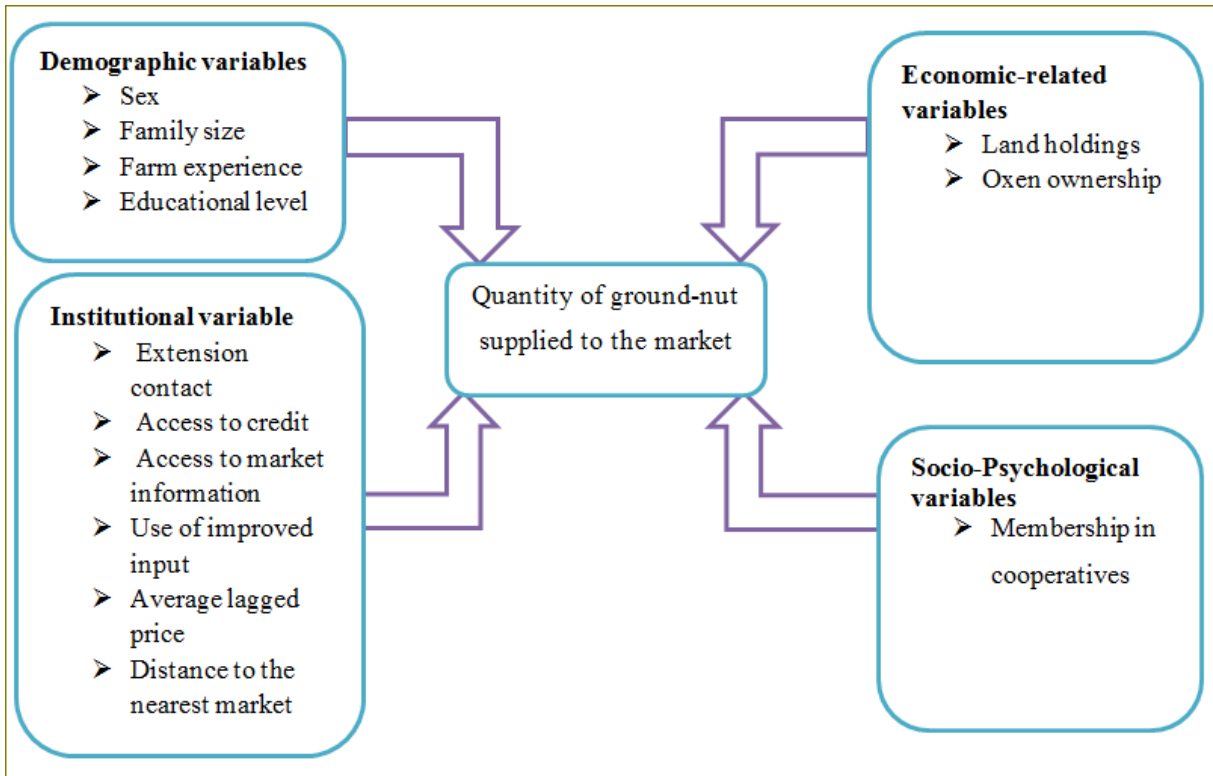 Demographic variables
➢ Sex
➢ Family size
➢ Farm experience
➢ Educational level
Institutional variable
➢ Extension
contact
➢ Access to credit
➢ Access to market
information
➢ Use of improved
input
➢ Average lagged
price
➢ Distance to the
nearest market
Quantity of ground-nut
supplied to the market
Economic-related
variables
➢ Land holdings
➢ Oxen ownership
Socio-Psychological
variables
➢ Membership in
cooperatives